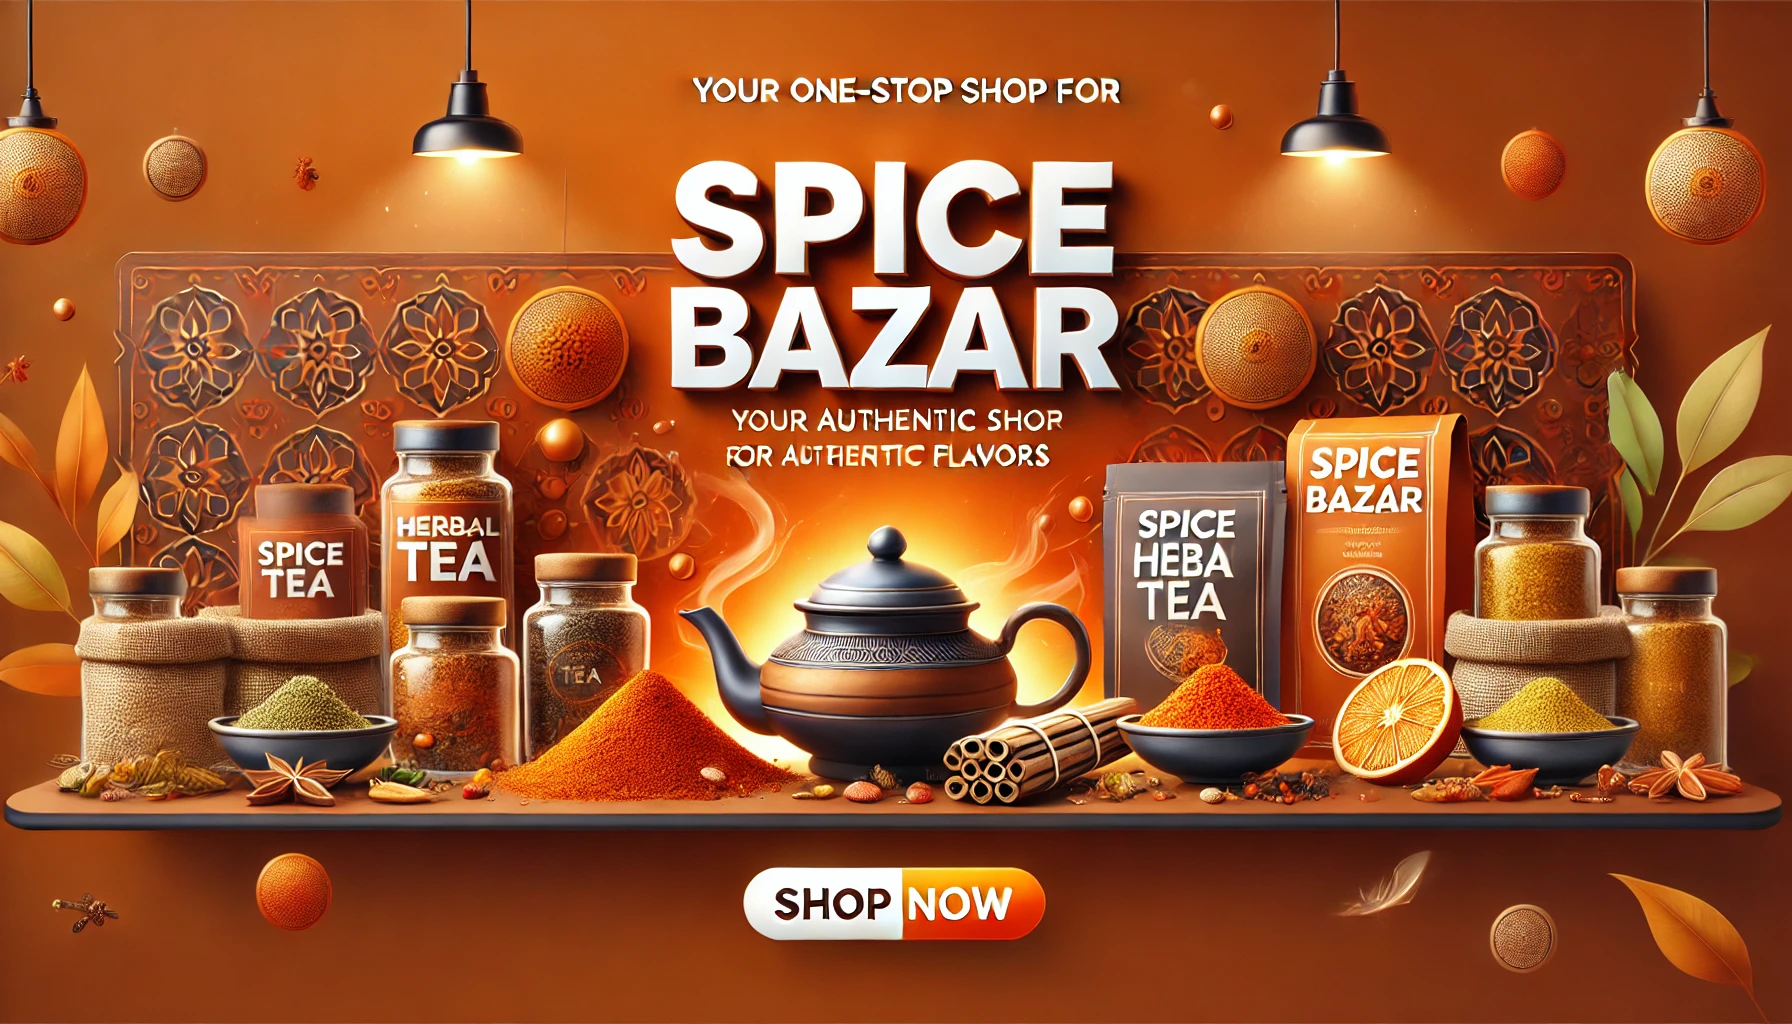 YOUR ONE-STOP SHOP FOR
SPICE
BAZAR
YOUR AUTHENTIC SHOP
FOR AUTHERTIC FLAVORS
SPICE
TEA
HERBAL
TEA
TEA
SPICE
HEBA
TEA
SPICE
BAZAR
SHOP NOW